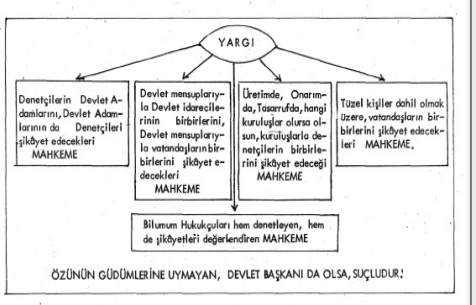 YARGI
Denetçilerin Devlet A-
damlarını, Devlet Adam-
larının da Denetçileri
şikâyet edecekleri
MAHKEME
Devlet mensuplarıy-
la Devlet idarecile-
rinin birbirlerini,
Devlet mensuplarıy-
la vatandaşların bir-
birlerini şikâyet e-
decekleri
MAHKEME
Üretimde, Onarım-
da, Tasarrufda, hangi
kuruluşlar olursa ol-
sun, kuruluşlarla de-
netçilerin birbirle-
rini şikâyet edeceği
MAHKEME
Tüzel kişiler dahil olmak
üzere, vatandaşların bir-
birlerini şikâyet edecek-
leri MAHKEME.
Bilumum Hukukçuları hem denetleyen, hem
de şikâyetleri değerlendiren MAHKEME
ÖZÜNÜN GÜDÜMLERİNE UYMAYAN, DEVLET BAŞKANI DA OLSA, SUÇLUDUR!